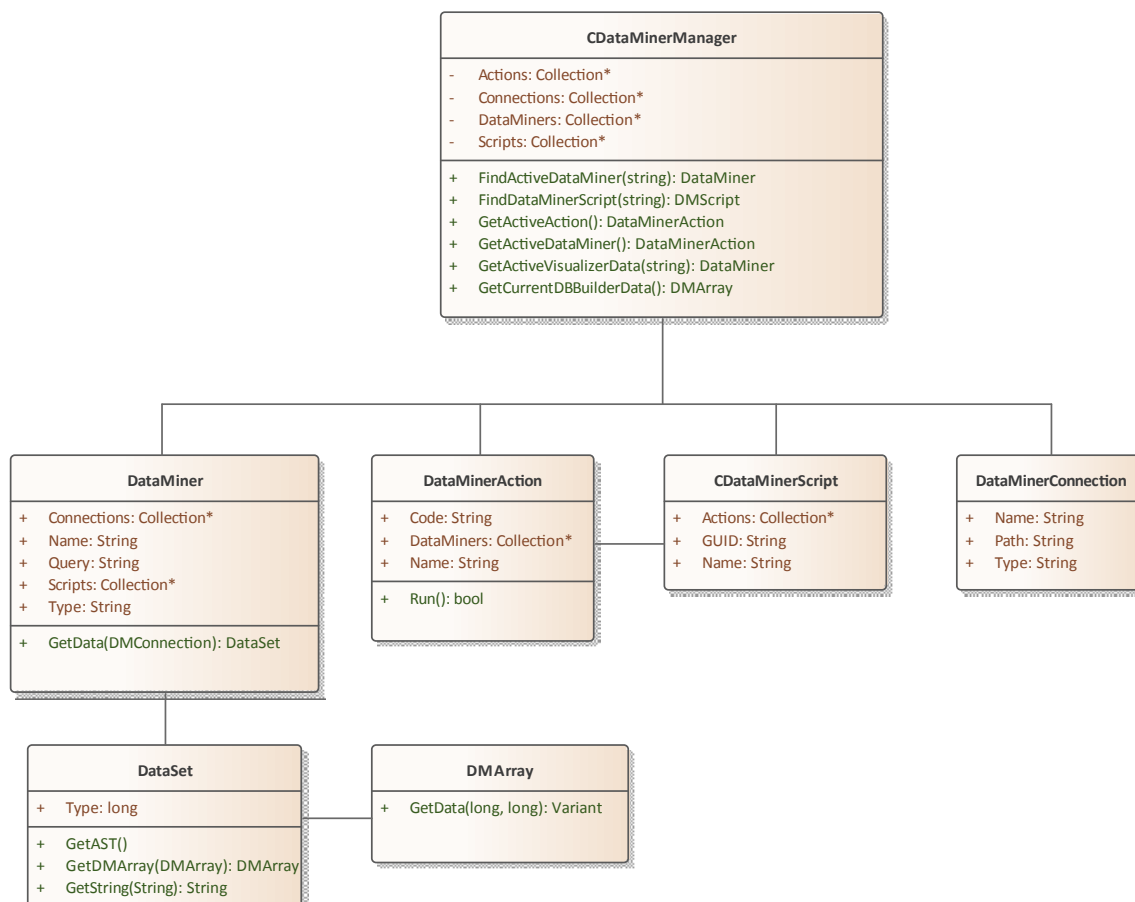 CDataMinerManager
- Actions: Collection*
- Connections: Collection*
- DataMiners: Collection*
- Scripts: Collection*
+ FindActiveDataMiner(string): DataMiner
+ FindDataMinerScript(string): DMScript
+ GetActiveAction(): DataMinerAction
+ GetActiveDataMiner(): DataMinerAction
+ GetActiveVisualizerData(string): DataMiner
+ GetCurrentDBBuilderData(): DMArray
DataMiner
+ Connections: Collection*
+ Name: String
+ Query: String
+ Scripts: Collection*
+ Type: String
+ GetData(DMConnection): DataSet
DataMinerAction
+ Code: String
+ DataMiners: Collection*
+ Name: String
+ Run(): bool
CDataMinerScript
+ Actions: Collection*
+ GUID: String
+ Name: String
DataMinerConnection
+ Name: String
+ Path: String
+ Type: String
DataSet
+ Type: long
+ GetAST()
+ GetDMArray(DMArray): DMArray
+ GetString(String): String
DMArray
+ GetData(long, long): Variant